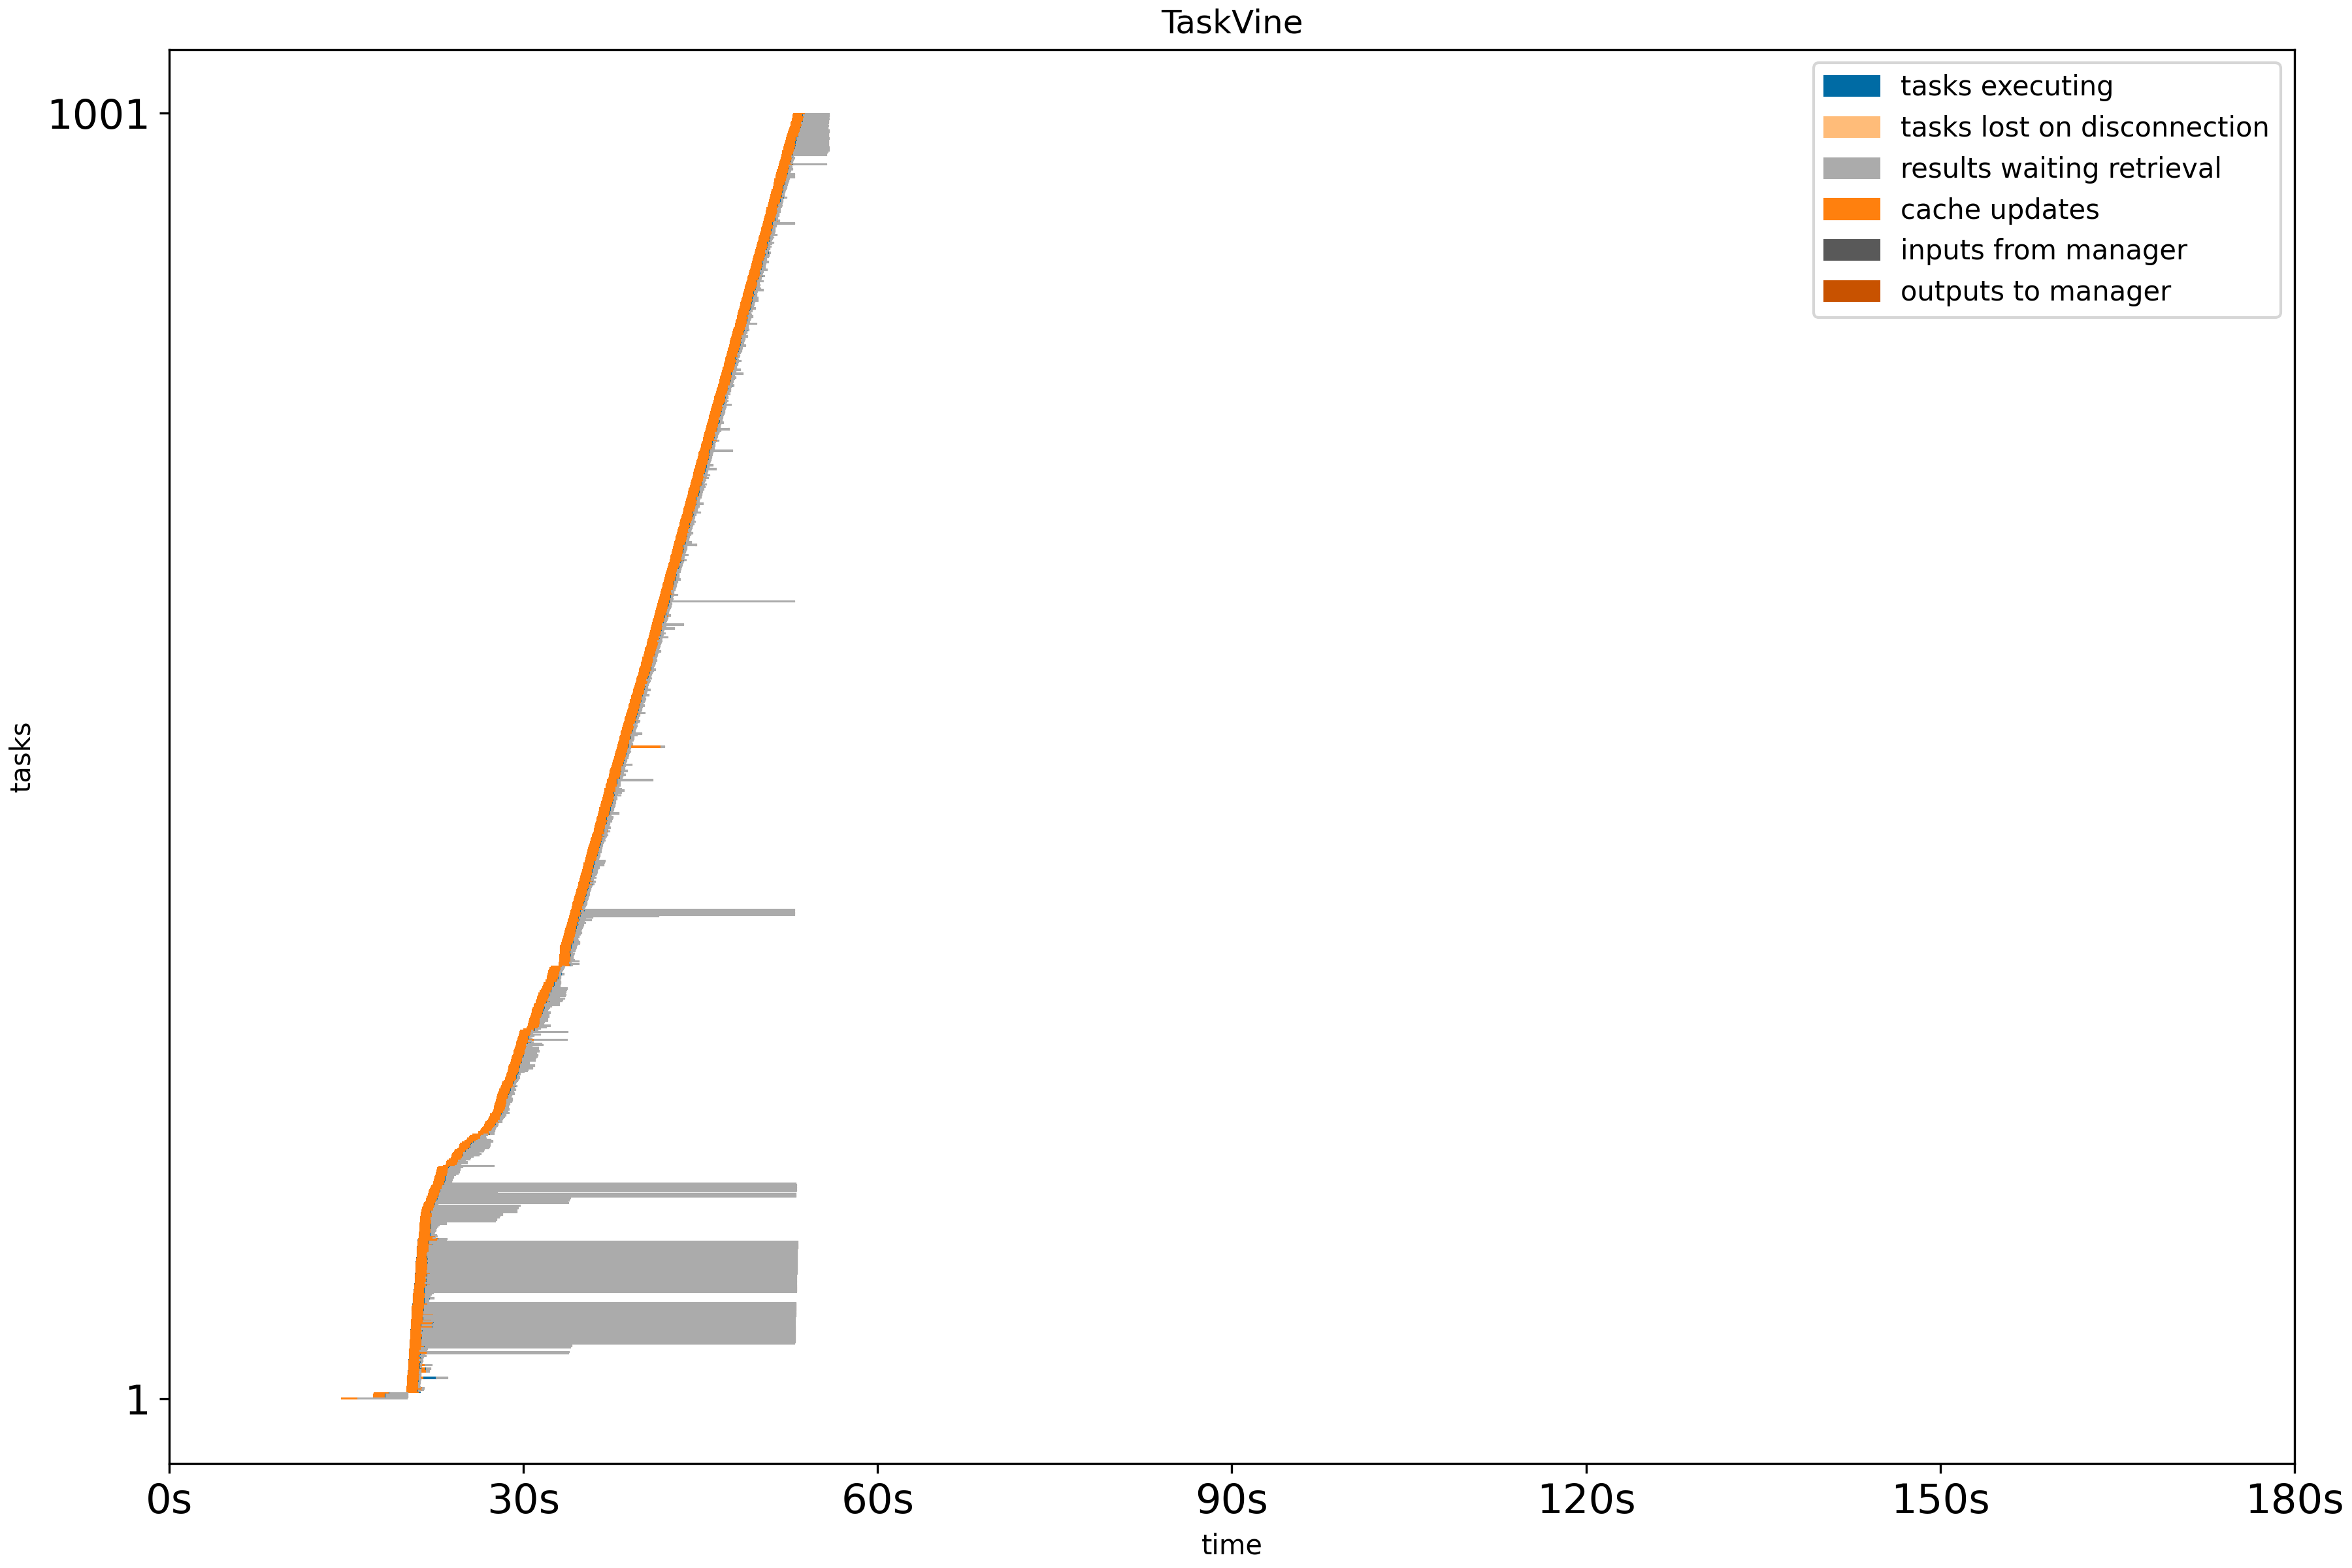 TaskVine
1001
tasks executing
tasks lost on disconnection
results waiting retrieval
cache updates
inputs from manager
outputs to manager
tasks
1
0s 30s 60s 90s 120s 150s 180s
time